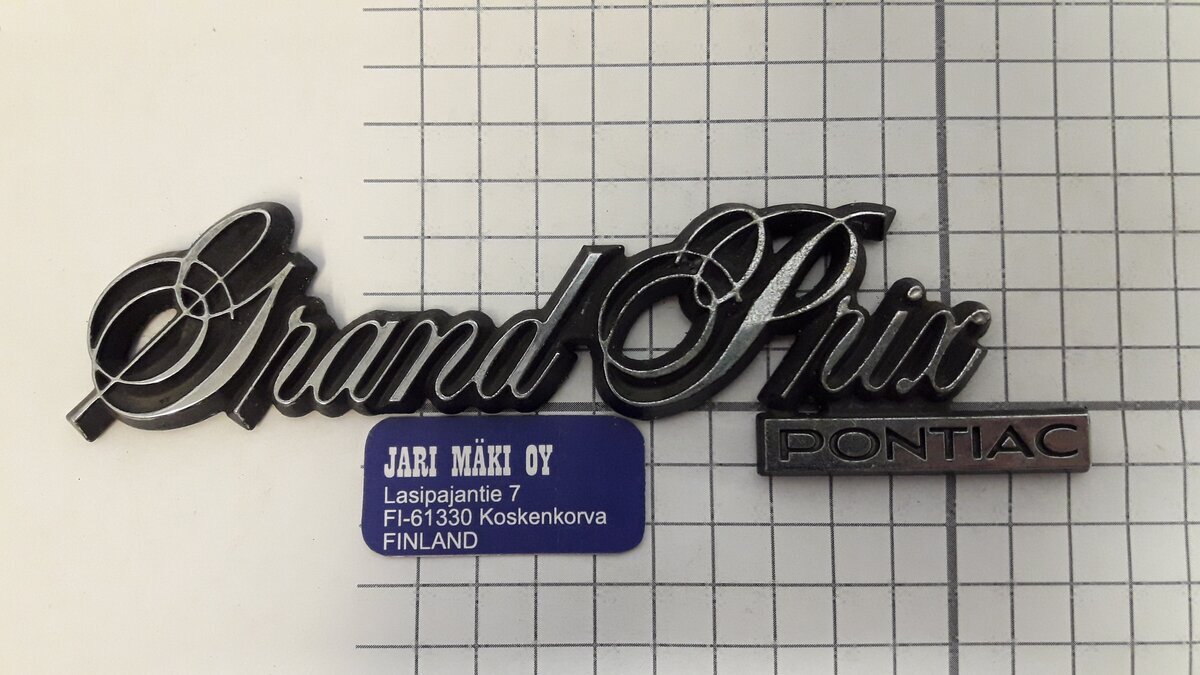 Grand Prix
PONTIAC
JARI MÄKI OY
Lasipajantie 7
FI-61330 Koskenkorva
FINLAND